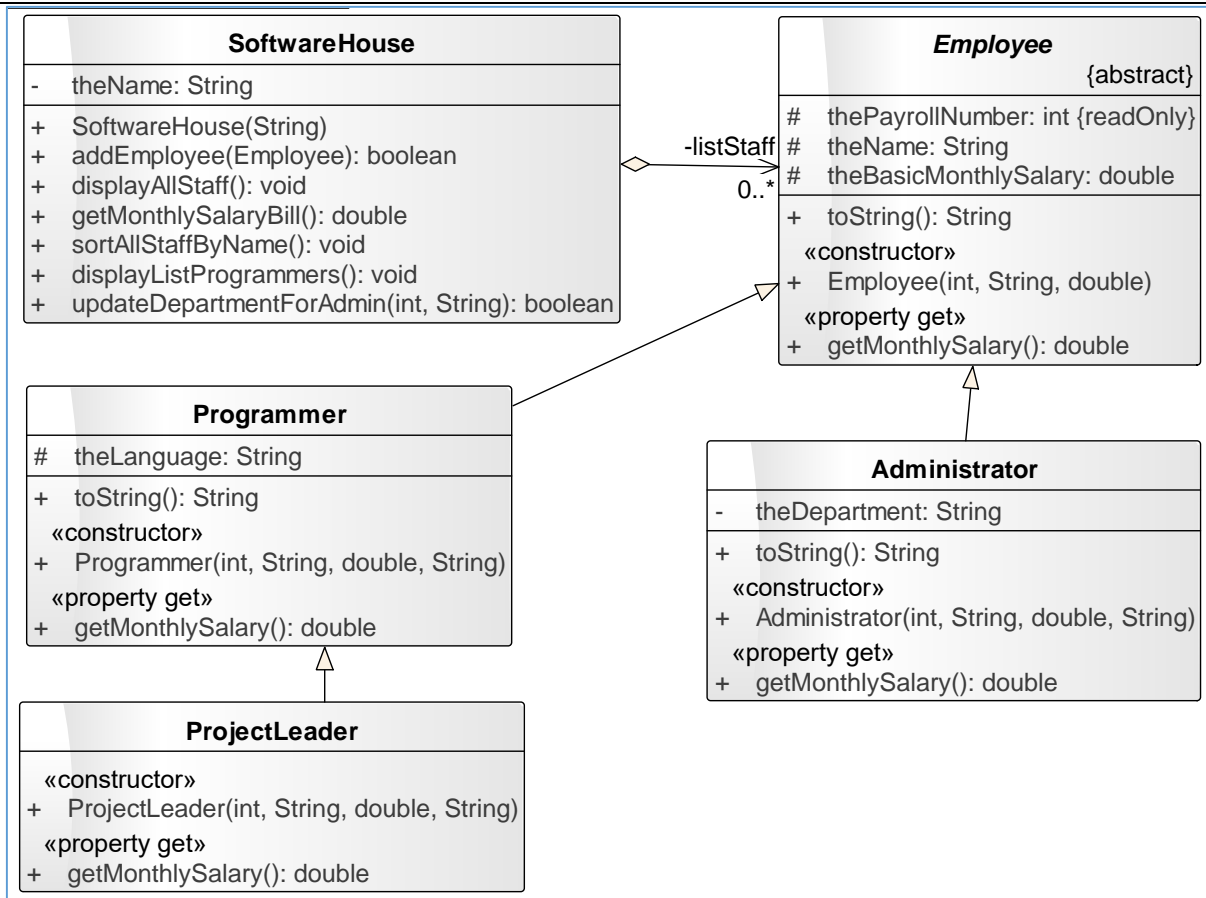 SoftwareHouse
- theName: String
+ SoftwareHouse(String)
+ addEmployee(Employee): boolean
+ displayAllStaff(): void
+ getMonthlySalaryBill(): double
+ sortAllStaffByName(): void
+ displayListProgrammers(): void
+ updateDepartmentForAdmin(int, String): boolean
-listStaff
0..*
Employee
{abstract}
# thePayrollNumber: int {readOnly}
# theName: String
# theBasicMonthlySalary: double
+ toString(): String
«constructor»
+ Employee(int, String, double)
«property get»
+ getMonthlySalary(): double
Programmer
# theLanguage: String
+ toString(): String
«constructor»
+ Programmer(int, String, double, String)
«property get»
+ getMonthlySalary(): double
Administrator
- theDepartment: String
+ toString(): String
«constructor»
+ Administrator(int, String, double, String)
«property get»
+ getMonthlySalary(): double
ProjectLeader
«constructor»
+ ProjectLeader(int, String, double, String)
«property get»
+ getMonthlySalary(): double